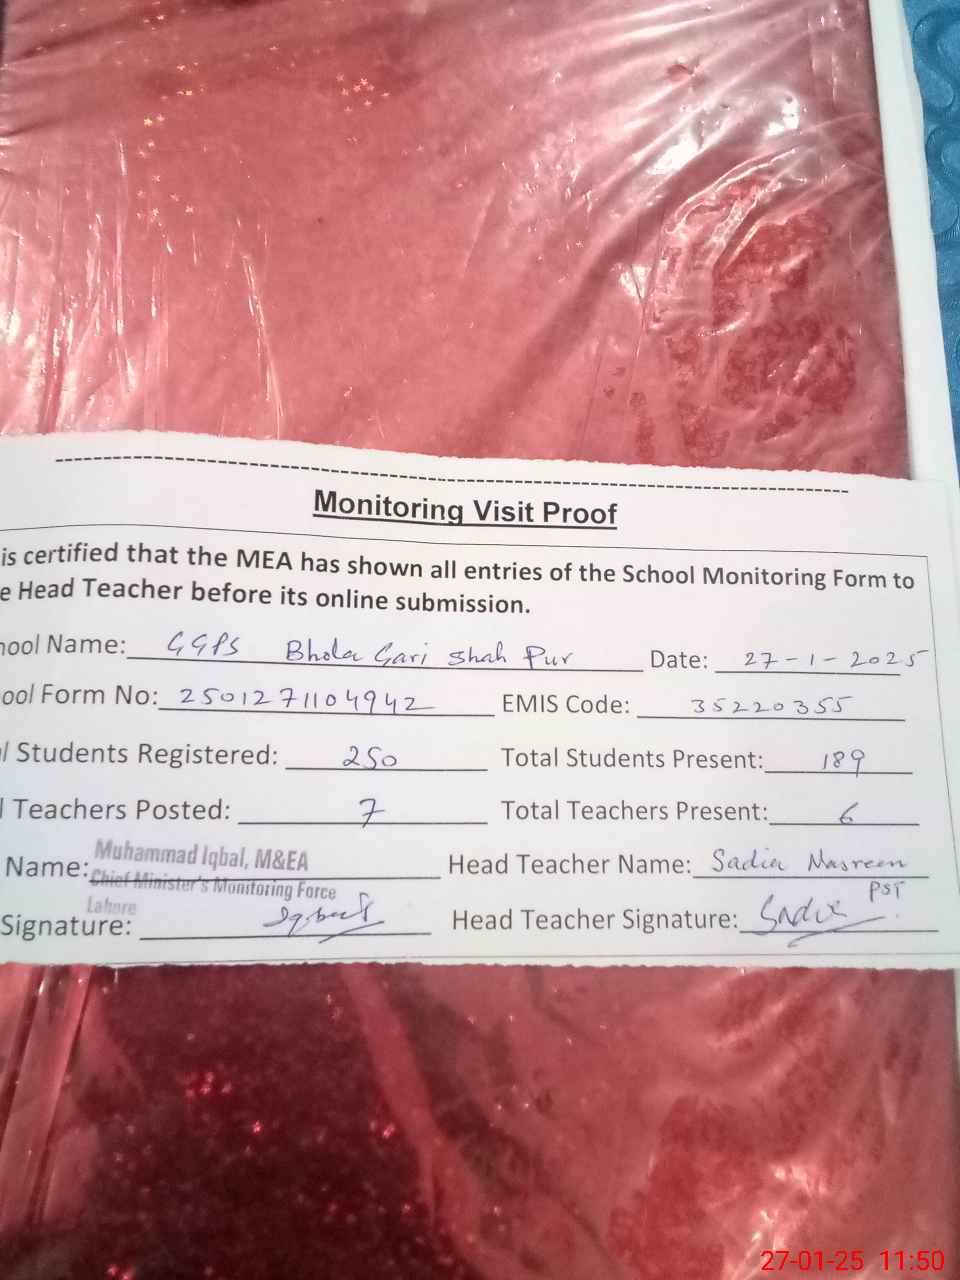 Monitoring Visit Proof
is certified that the MEA has shown all entries of the School Monitoring Form to
e Head Teacher before its online submission.
hool Name: GGPS Bhola Gari Shah Pur Date: 27-1-2025
ool Form No: 2501271104942 EMIS Code: 35220355
l Students Registered: 250 Total Students Present: 189
l Teachers Posted: 7 Total Teachers Present: 6
Name: Muhammad Iqbal, M&EA Head Teacher Name: Sadia Nasreen
Chief Minister's Monitoring Force PST
Lahore
Signature: Iqbal Head Teacher Signature: Sadia
27-01-25 11:50